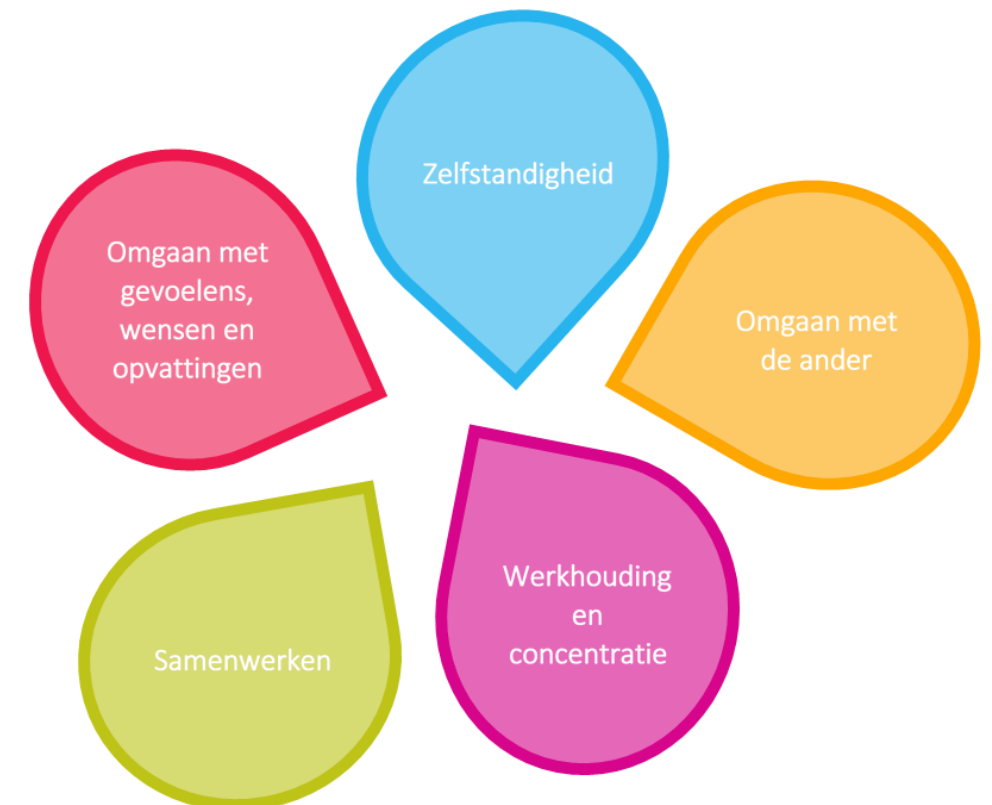 Zelfstandigheid
Omgaan met
gevoelens,
wensen en
opvattingen
Omgaan met
de ander
Werkhouding
en
concentratie
Samenwerken